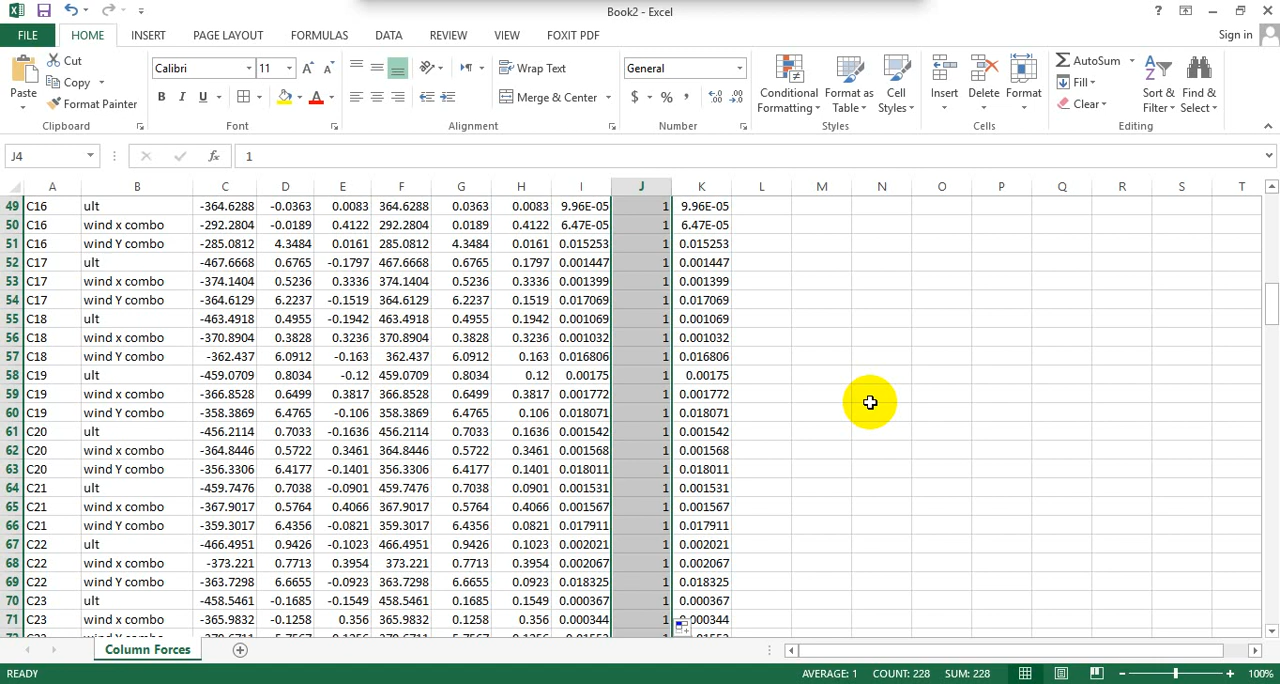 Book2 - Excel
FILE HOME INSERT PAGE LAYOUT FORMULAS DATA REVIEW VIEW FOXIT PDF Sign in
Paste Cut Copy Format Painter Clipboard
Calibri 11 B I U A Font
Wrap Text Merge & Center Alignment
General $ % , Number
Conditional Formatting Format as Table Cell Styles Styles
Insert Delete Format Cells
AutoSum Fill Clear Sort & Filter Find & Select Editing
J4 fx 1
A B C D E F G H I J K L M N O P Q R S T
49 C16 ult -364.6288 -0.0363 0.0083 364.6288 0.0363 0.0083 9.96E-05 1 9.96E-05
50 C16 wind x combo -292.2804 -0.0189 0.4122 292.2804 0.0189 0.4122 6.47E-05 1 6.47E-05
51 C16 wind Y combo -285.0812 4.3484 0.0161 285.0812 4.3484 0.0161 0.015253 1 0.015253
52 C17 ult -467.6668 0.6765 -0.1797 467.6668 0.6765 0.1797 0.001447 1 0.001447
53 C17 wind x combo -374.1404 0.5236 0.3336 374.1404 0.5236 0.3336 0.001399 1 0.001399
54 C17 wind Y combo -364.6129 6.2237 -0.1519 364.6129 6.2237 0.1519 0.017069 1 0.017069
55 C18 ult -463.4918 0.4955 -0.1942 463.4918 0.4955 0.1942 0.001069 1 0.001069
56 C18 wind x combo -370.8904 0.3828 0.3236 370.8904 0.3828 0.3236 0.001032 1 0.001032
57 C18 wind Y combo -362.437 6.0912 -0.163 362.437 6.0912 0.163 0.016806 1 0.016806
58 C19 ult -459.0709 0.8034 -0.12 459.0709 0.8034 0.12 0.00175 1 0.00175
59 C19 wind x combo -366.8528 0.6499 0.3817 366.8528 0.6499 0.3817 0.001772 1 0.001772
60 C19 wind Y combo -358.3869 6.4765 -0.106 358.3869 6.4765 0.106 0.018071 1 0.018071
61 C20 ult -456.2114 0.7033 -0.1636 456.2114 0.7033 0.1636 0.001542 1 0.001542
62 C20 wind x combo -364.8446 0.5722 0.3461 364.8446 0.5722 0.3461 0.001568 1 0.001568
63 C20 wind Y combo -356.3306 6.4177 -0.1401 356.3306 6.4177 0.1401 0.018011 1 0.018011
64 C21 ult -459.7476 0.7038 -0.0901 459.7476 0.7038 0.0901 0.001531 1 0.001531
65 C21 wind x combo -367.9017 0.5764 0.4066 367.9017 0.5764 0.4066 0.001567 1 0.001567
66 C21 wind Y combo -359.3017 6.4356 -0.0821 359.3017 6.4356 0.0821 0.017911 1 0.017911
67 C22 ult -466.4951 0.9426 -0.1023 466.4951 0.9426 0.1023 0.002021 1 0.002021
68 C22 wind x combo -373.221 0.7713 0.3954 373.221 0.7713 0.3954 0.002067 1 0.002067
69 C22 wind Y combo -363.7298 6.6655 -0.0923 363.7298 6.6655 0.0923 0.018325 1 0.018325
70 C23 ult -458.5461 -0.1685 -0.1549 458.5461 0.1685 0.1549 0.000367 1 0.000367
71 C23 wind x combo -365.9832 -0.1258 0.356 365.9832 0.1258 0.356 0.000344 1
Column Forces
READY AVERAGE: 1 COUNT: 228 SUM: 228 100%